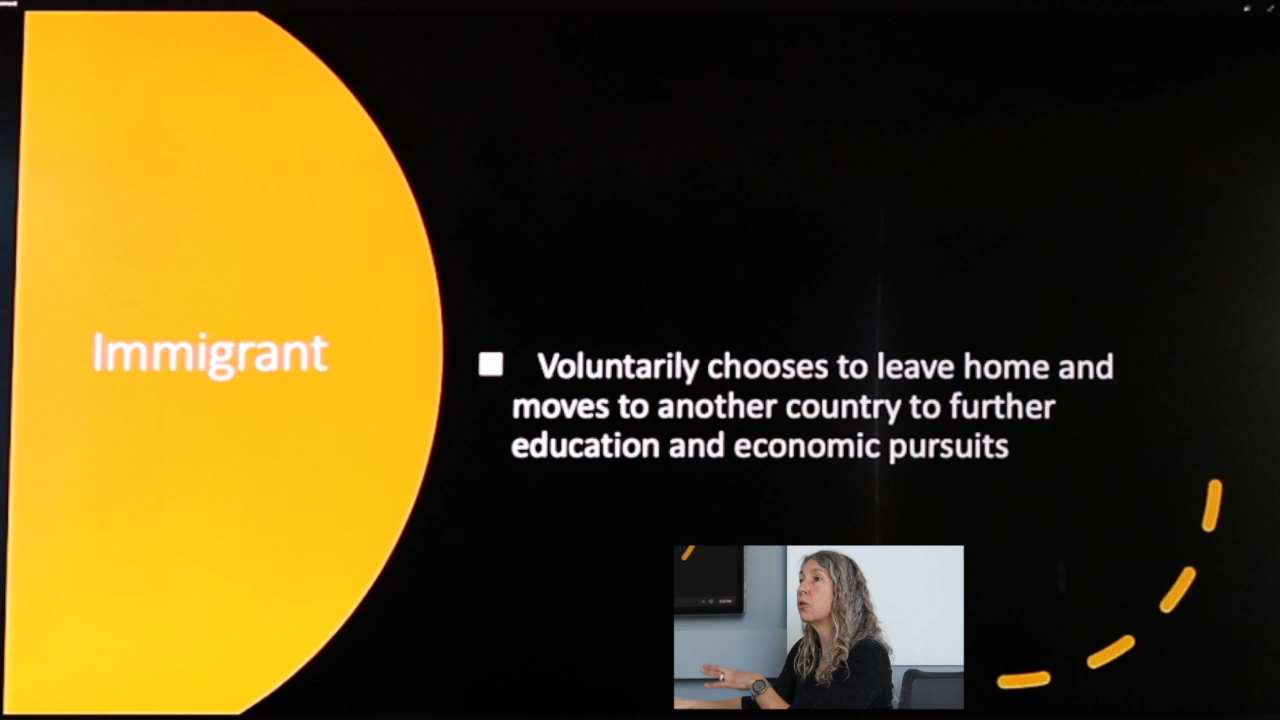 Immigrant
Voluntarily chooses to leave home and
moves to another country to further
education and economic pursuits